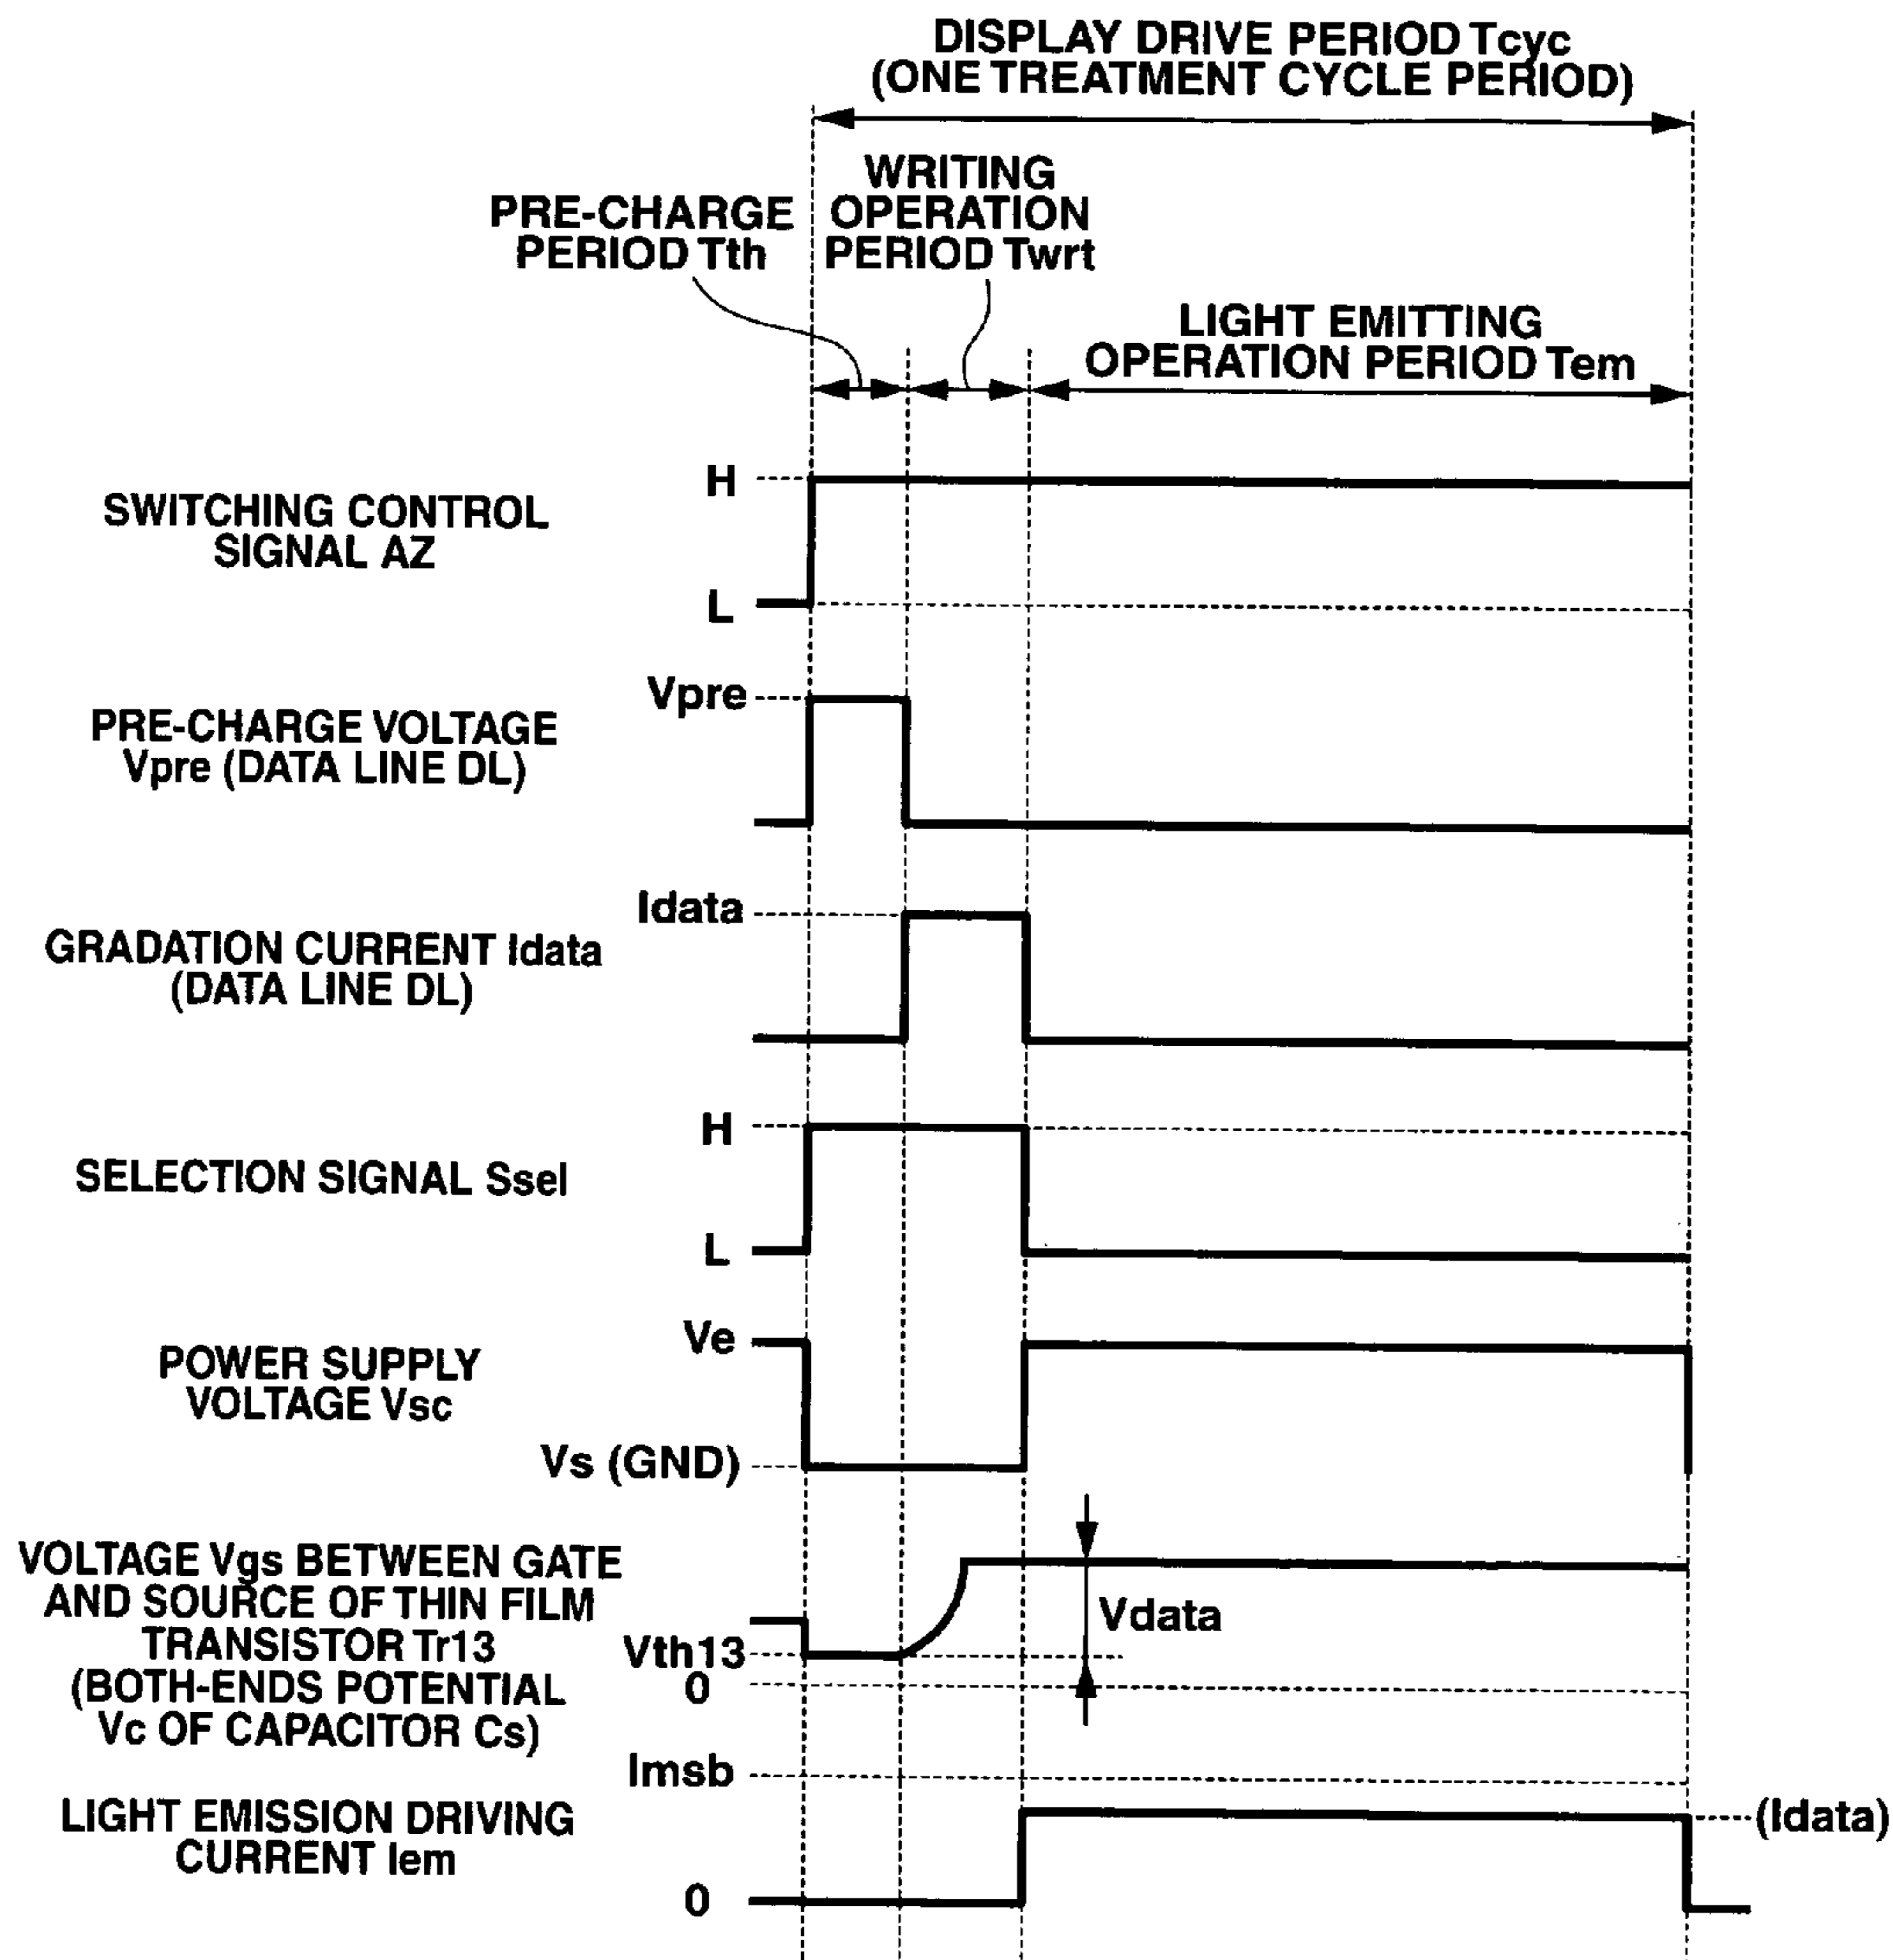 DISPLAY DRIVE PERIOD Tcyc
(ONE TREATMENT CYCLE PERIOD)
WRITING
OPERATION
PERIOD Twrt
PRE-CHARGE
PERIOD Tth
LIGHT EMITTING
OPERATION PERIOD Tem
SWITCHING CONTROL
SIGNAL AZ
H
L
PRE-CHARGE VOLTAGE
Vpre (DATA LINE DL)
Vpre
GRADATION CURRENT Idata
(DATA LINE DL)
Idata
SELECTION SIGNAL Ssel
H
L
POWER SUPPLY
VOLTAGE Vsc
Ve
Vs (GND)
VOLTAGE Vgs BETWEEN GATE
AND SOURCE OF THIN FILM
TRANSISTOR Tr13
(BOTH-ENDS POTENTIAL
Vc OF CAPACITOR Cs)
Vth13
0
Vdata
LIGHT EMISSION DRIVING
CURRENT Iem
Imsb
(Idata)
0